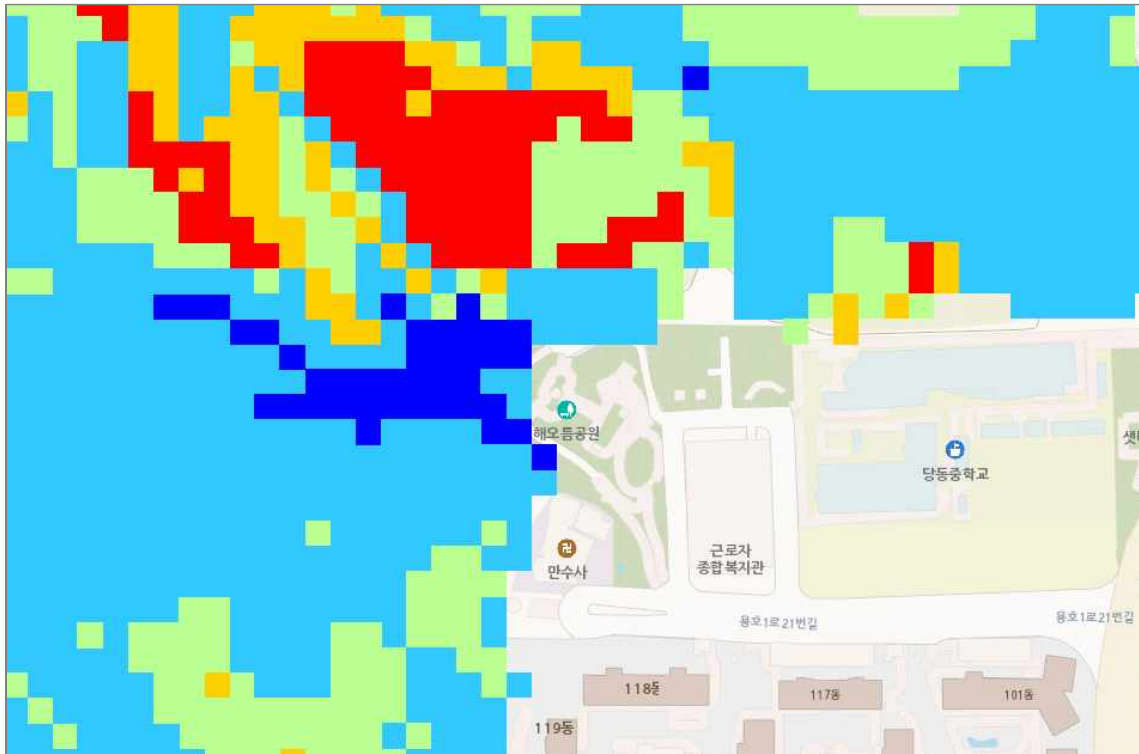 해오름공원
당동중학교
만수사
근로자
종합복지관
용호1로21번길
용호1로21번길
118동
117동
101동
119동